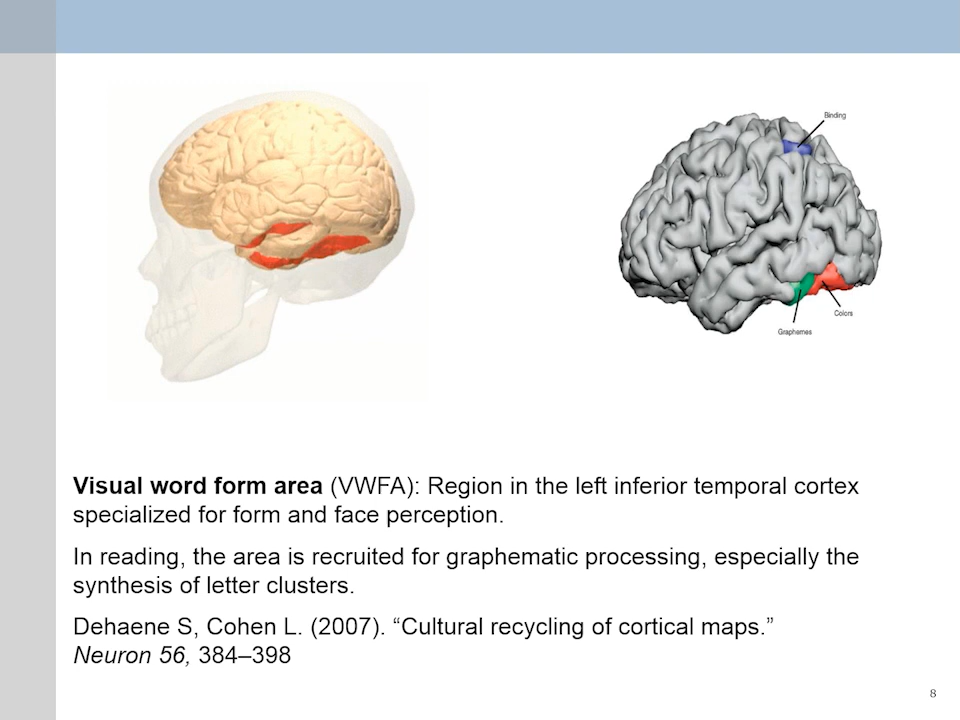 Binding
Colors
Graphemes
Visual word form area (VWFA): Region in the left inferior temporal cortex
specialized for form and face perception.
In reading, the area is recruited for graphematic processing, especially the
synthesis of letter clusters.
Dehaene S, Cohen L. (2007). “Cultural recycling of cortical maps.”
Neuron 56, 384–398
8